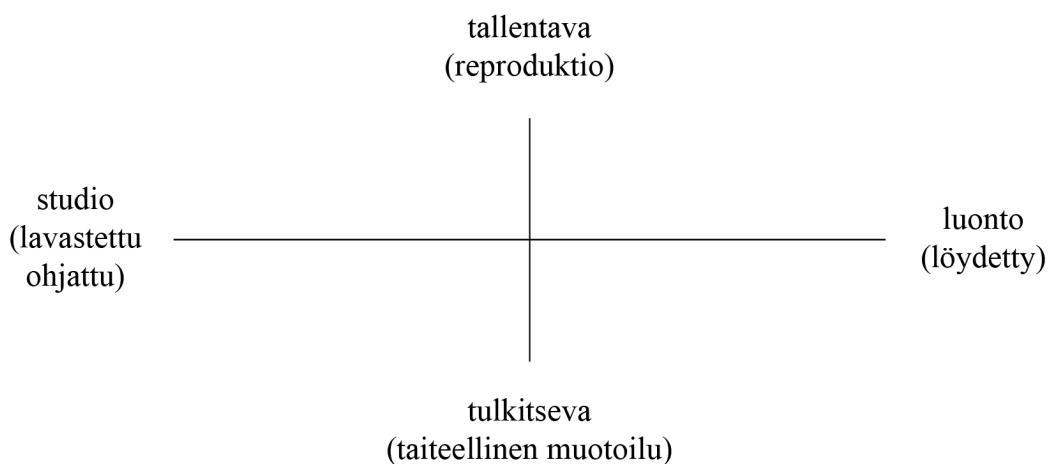 tallentava
(reproduktio)
studio
(lavastettu
ohjattu)
luonto
(löydetty)
tulkitseva
(taiteellinen muotoilu)